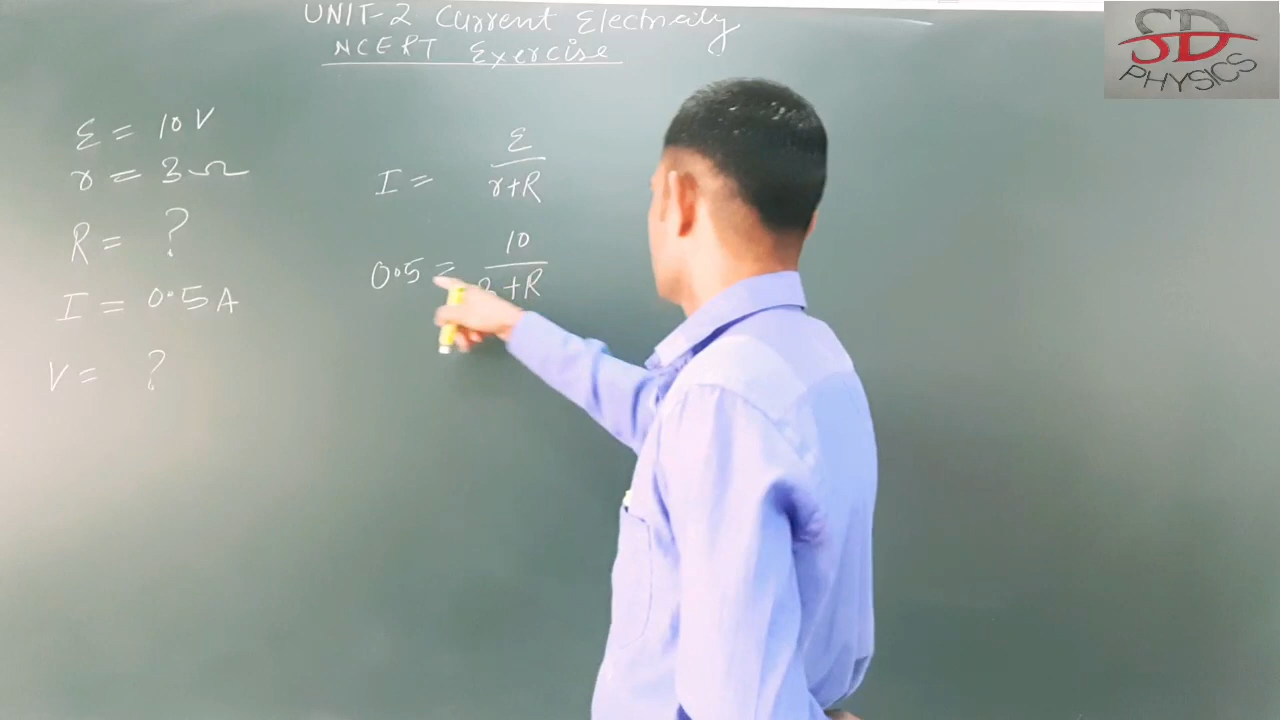 UNIT-2 Current Electricity
NCERT Exercise
SD
PHYSICS
ε = 10 V
r = 3 Ω
R = ?
I = 0.5 A
V = ?
I = ε / r+R
0.5 = 10 / +R